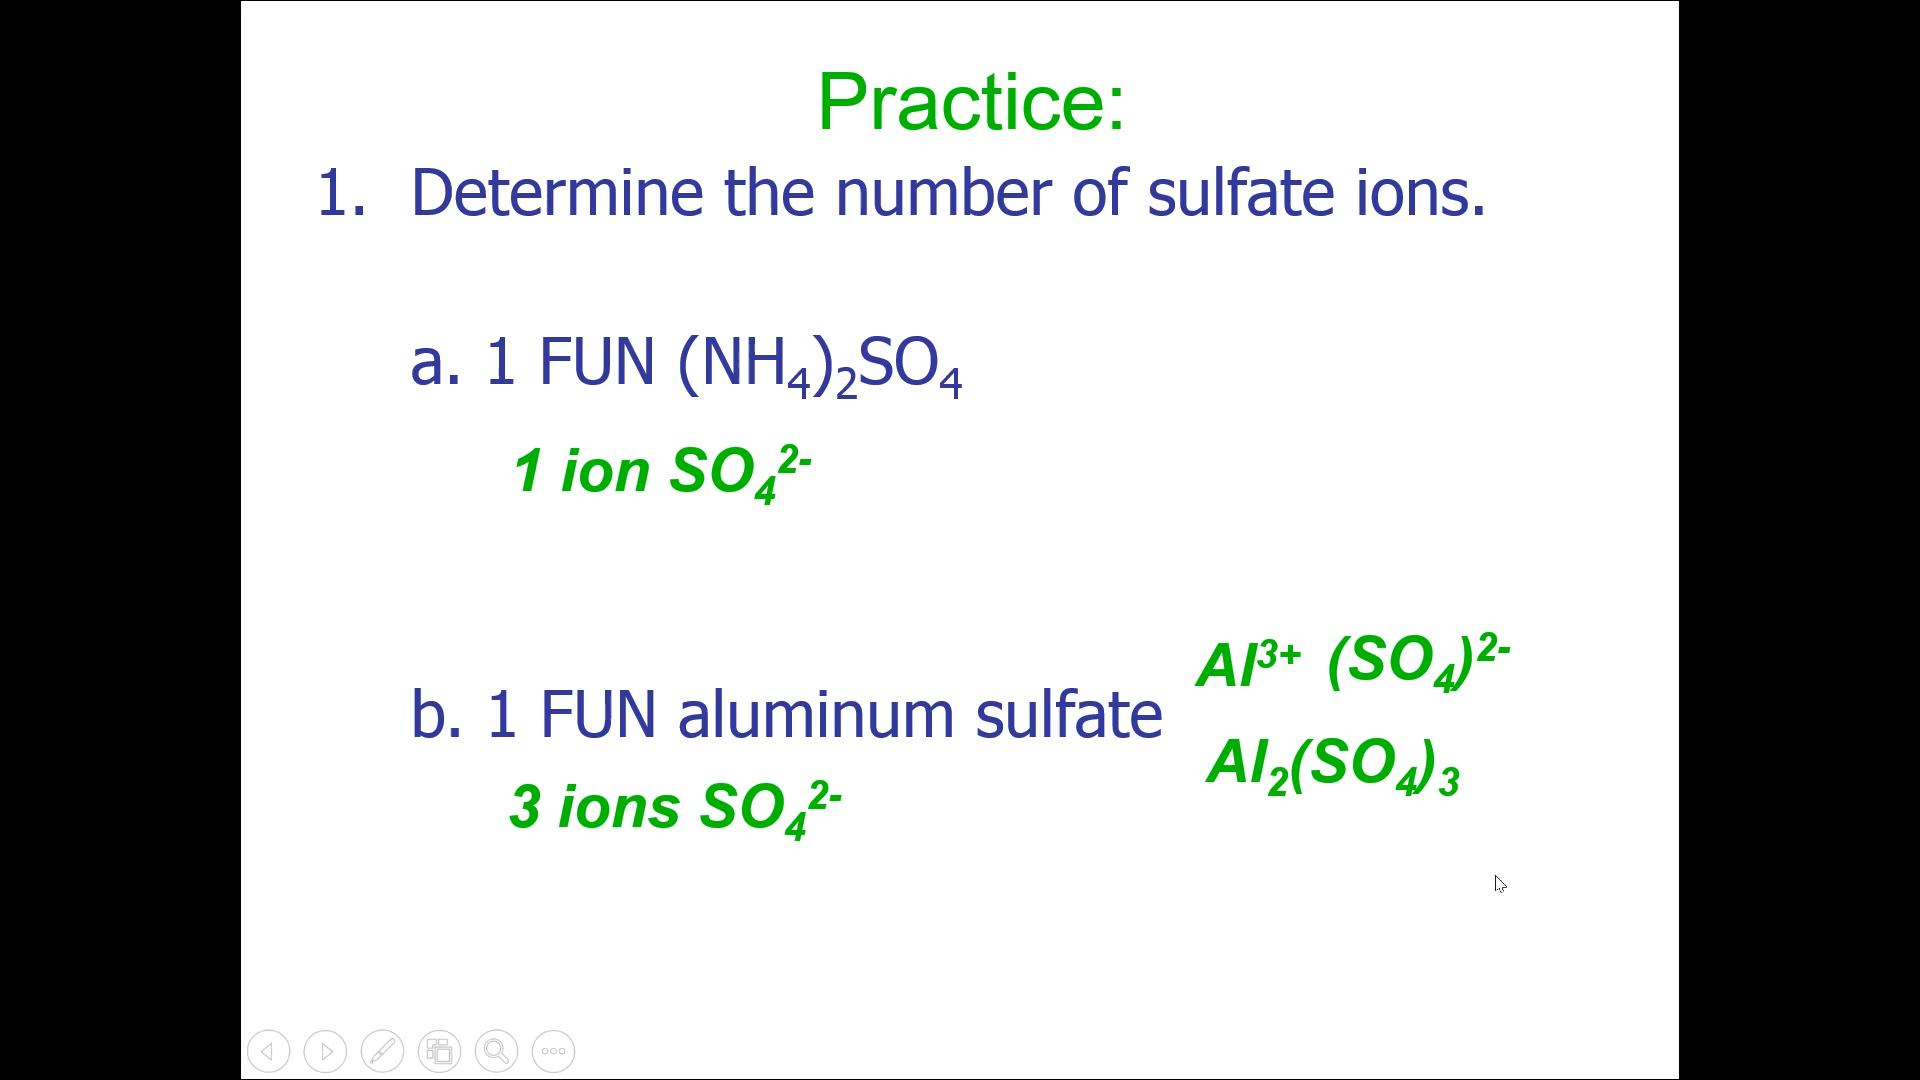 Practice:
1. Determine the number of sulfate ions.
a. 1 FUN (NH₄)₂SO₄
1 ion SO₄²⁻
Al³⁺ (SO₄)²⁻
b. 1 FUN aluminum sulfate
Al₂(SO₄)₃
3 ions SO₄²⁻